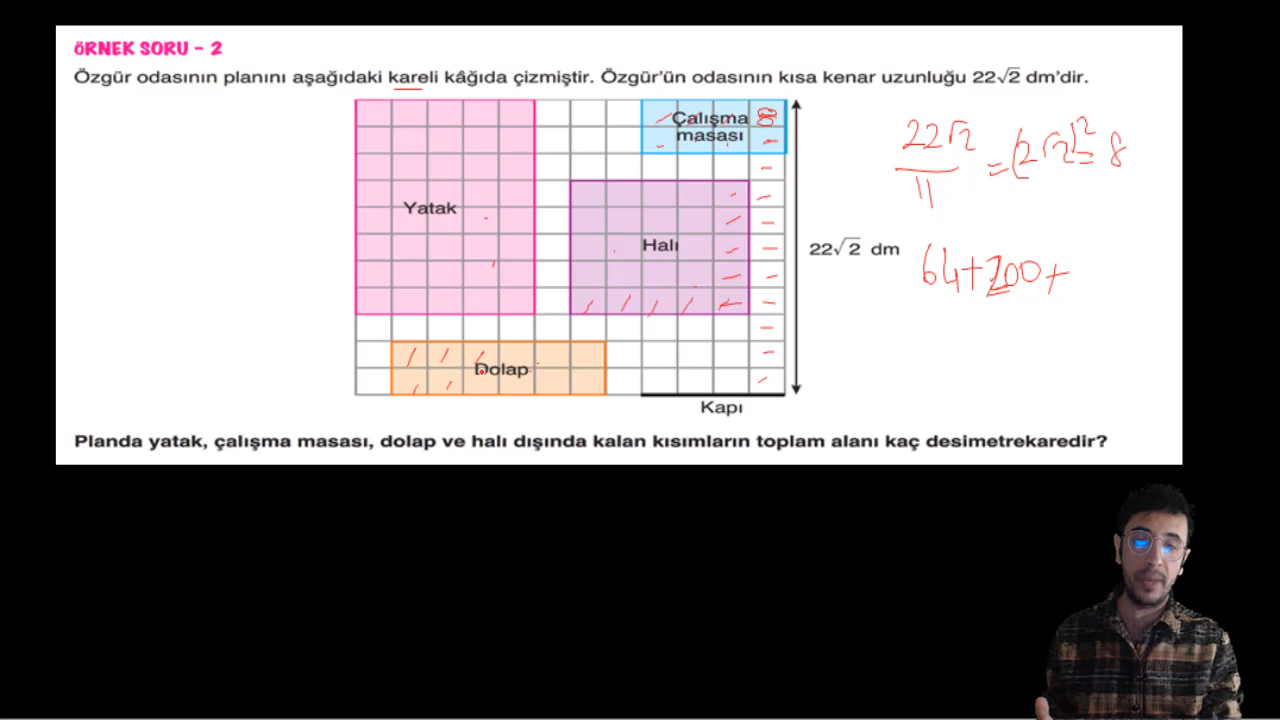 ÖRNEK SORU - 2
Özgür odasının planını aşağıdaki kareli kâğıda çizmiştir. Özgür'ün odasının kısa kenar uzunluğu 22√2 dm'dir.
Çalışma
masası
8
22√2
11
=(2√2)²=8
Yatak
Halı
22√2 dm
64+200+
Dolap
Kapı
Planda yatak, çalışma masası, dolap ve halı dışında kalan kısımların toplam alanı kaç desimetrekaredir?